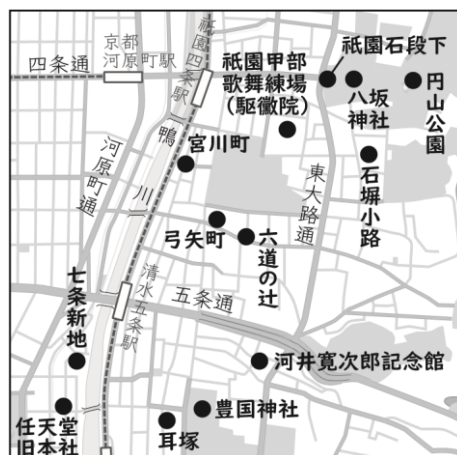 四条通
京都
河原町駅
祇園四条駅
祇園甲部
歌舞練場
（駆黴院）
祇園石段下
八坂
神社
円山公園
鴨川
宮川町
河原町通
東大路通
石塀小路
弓矢町
六道の辻
七条新地
清水五条駅
五条通
河井寛次郎記念館
任天堂
旧本社
耳塚
豊国神社